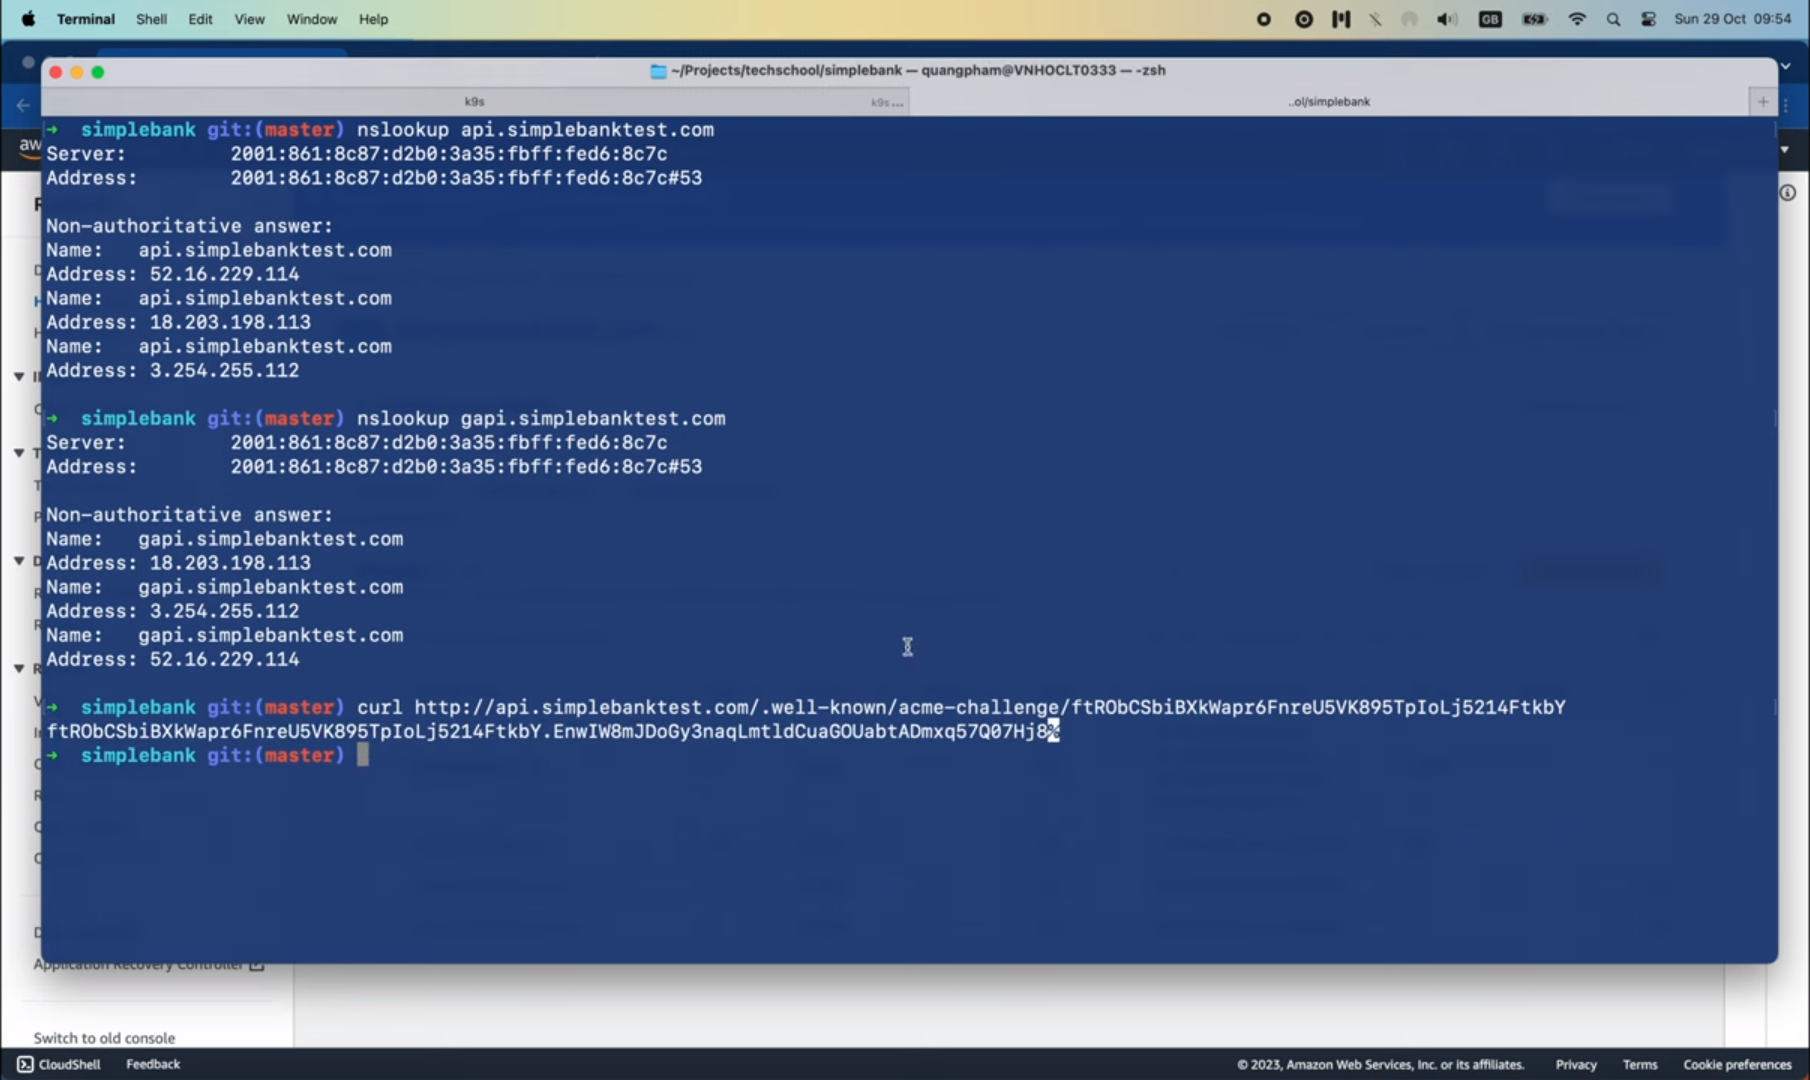 Terminal Shell Edit View Window Help GB Sun 29 Oct 09:54
~/Projects/techschool/simplebank — quangpham@VNHOCLT0333 — -zsh
k9s k9s... ..ol/simplebank +
→ simplebank git:(master) nslookup api.simplebanktest.com
Server: 2001:861:8c87:d2b0:3a35:fbff:fed6:8c7c
Address: 2001:861:8c87:d2b0:3a35:fbff:fed6:8c7c#53
Non-authoritative answer:
Name: api.simplebanktest.com
Address: 52.16.229.114
Name: api.simplebanktest.com
Address: 18.203.198.113
Name: api.simplebanktest.com
Address: 3.254.255.112
→ simplebank git:(master) nslookup gapi.simplebanktest.com
Server: 2001:861:8c87:d2b0:3a35:fbff:fed6:8c7c
Address: 2001:861:8c87:d2b0:3a35:fbff:fed6:8c7c#53
Non-authoritative answer:
Name: gapi.simplebanktest.com
Address: 18.203.198.113
Name: gapi.simplebanktest.com
Address: 3.254.255.112
Name: gapi.simplebanktest.com
Address: 52.16.229.114
→ simplebank git:(master) curl http://api.simplebanktest.com/.well-known/acme-challenge/ftRObCSbiBXkWapr6FnreU5VK895TpIoLj5214FtkbY
ftRObCSbiBXkWapr6FnreU5VK895TpIoLj5214FtkbY.EnwIW8mJDoGy3naqLmtldCuaGOUabtADmxq57Q07Hj8%
→ simplebank git:(master)
Application Recovery Controller
Switch to old console
CloudShell Feedback © 2023, Amazon Web Services, Inc. or its affiliates. Privacy Terms Cookie preferences